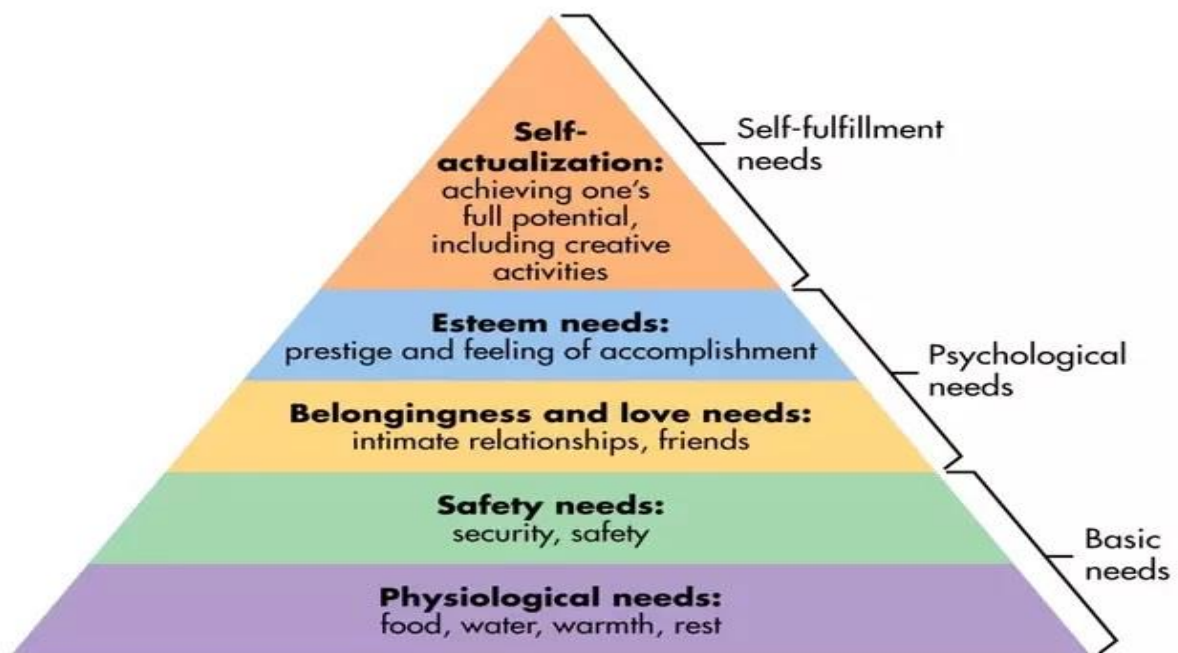 Self-
actualization:
achieving one's
full potential,
including creative
activities
Self-fulfillment
needs
Esteem needs:
prestige and feeling of accomplishment
Psychological
needs
Belongingness and love needs:
intimate relationships, friends
Safety needs:
security, safety
Basic
needs
Physiological needs:
food, water, warmth, rest